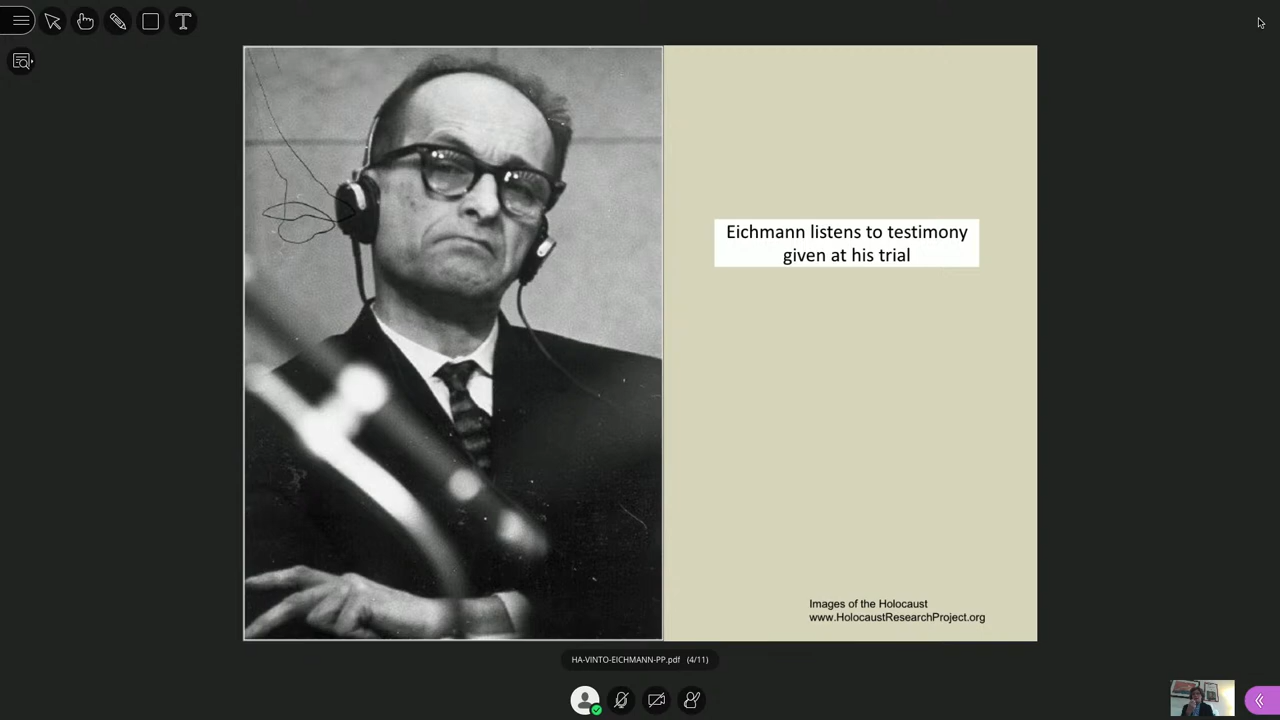 T
Eichmann listens to testimony
given at his trial
Images of the Holocaust
www.HolocaustResearchProject.org
HA-VINTO-EICHMANN-PP.pdf (4/11)